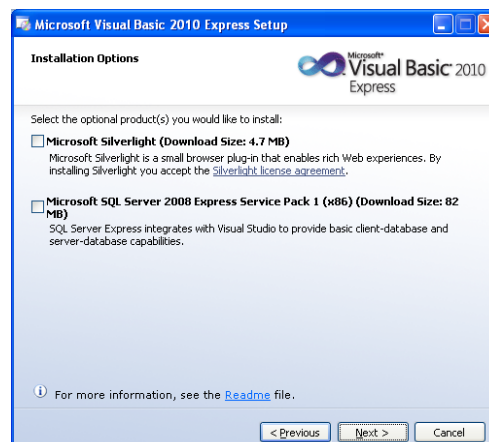 Microsoft Visual Basic 2010 Express Setup
Installation Options
Microsoft®
Visual Basic 2010
Express
Select the optional product(s) you would like to install:
Microsoft Silverlight (Download Size: 4.7 MB)
Microsoft Silverlight is a small browser plug-in that enables rich Web experiences. By
installing Silverlight you accept the Silverlight license agreement.
Microsoft SQL Server 2008 Express Service Pack 1 (x86) (Download Size: 82
MB)
SQL Server Express integrates with Visual Studio to provide basic client-database and
server-database capabilities.
For more information, see the Readme file.
< Previous
Next >
Cancel